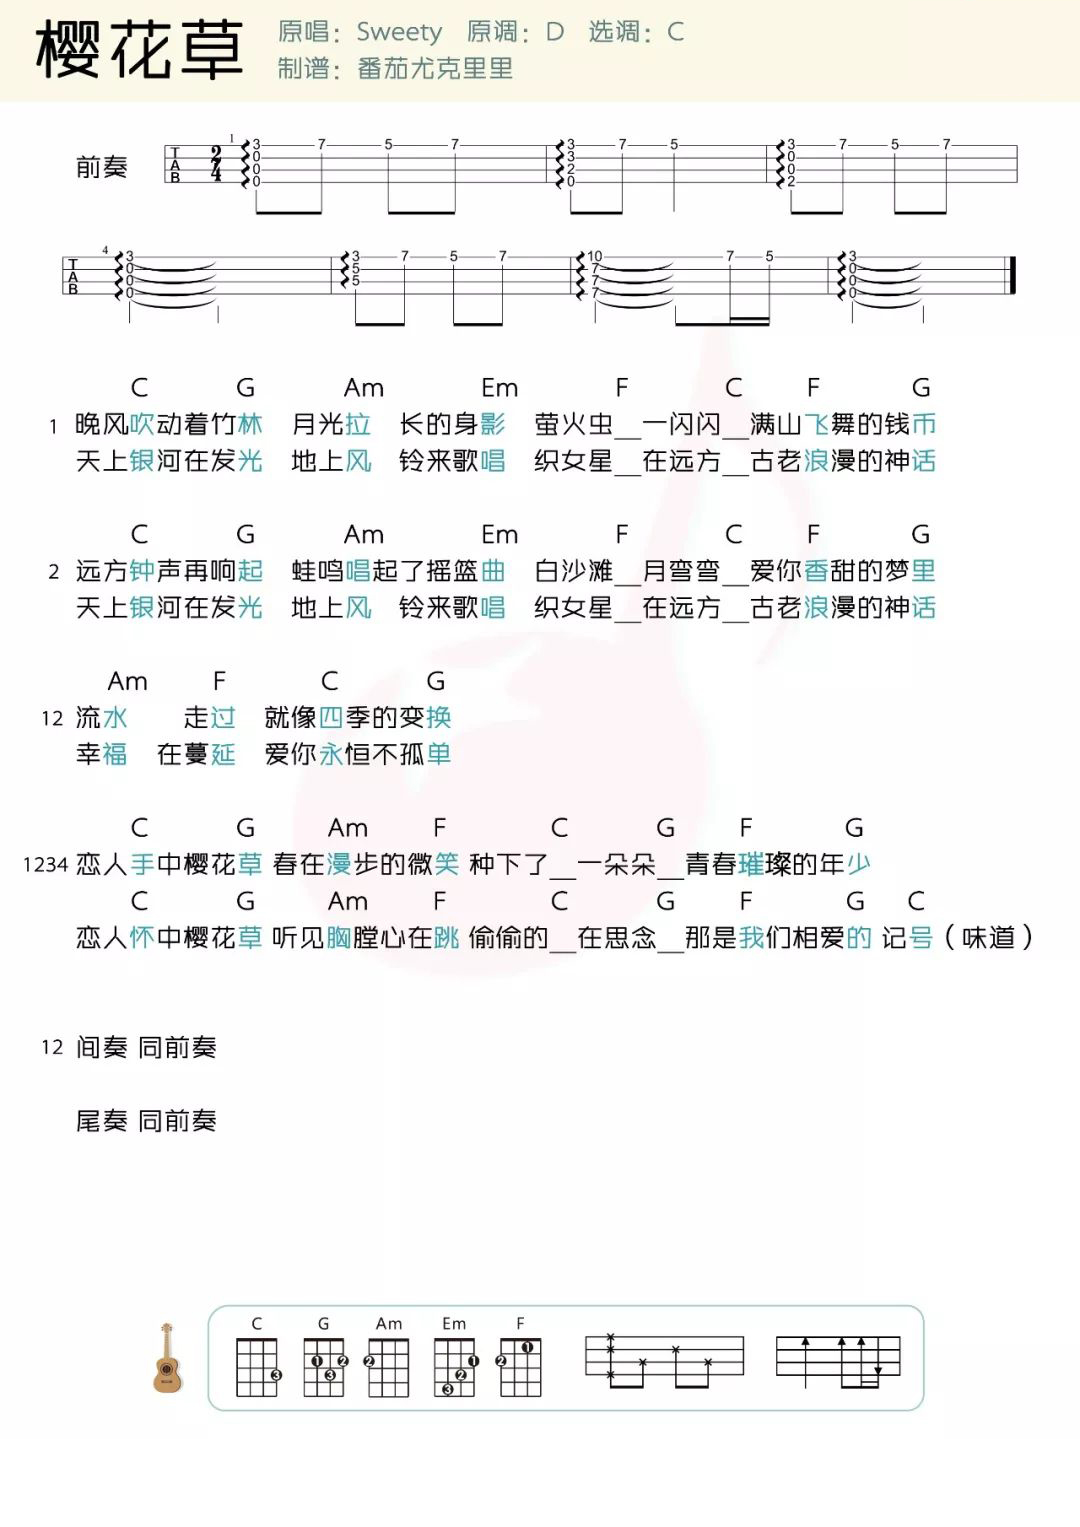 樱花草
原唱：Sweety 原调：D 选调：C
制谱：番茄尤克里里
前奏
T A B 2 4 1 3 0 0 0 7 5 7 3 3 2 0 7 5 3 0 0 2 7 5 7
T A B 4 3 0 0 0 3 5 5 7 5 7 10 7 7 7 7 5 3 0 0 0
C G Am Em F C F G
1 晚风吹动着竹林 月光拉 长的身影 萤火虫__一闪闪__满山飞舞的钱币
天上银河在发光 地上风 铃来歌唱 织女星__在远方__古老浪漫的神话
C G Am Em F C F G
2 远方钟声再响起 蛙鸣唱起了摇篮曲 白沙滩__月弯弯__爱你香甜的梦里
天上银河在发光 地上风 铃来歌唱 织女星__在远方__古老浪漫的神话
Am F C G
12 流水 走过 就像四季的变换
幸福 在蔓延 爱你永恒不孤单
C G Am F C G F G
1234 恋人手中樱花草 春在漫步的微笑 种下了__一朵朵__青春璀璨的年少
C G Am F C G F G C
恋人怀中樱花草 听见胸膛心在跳 偷偷的__在思念__那是我们相爱的 记号（味道）
12 间奏 同前奏
尾奏 同前奏
C G Am Em F
3 1 2 3 2 1 2 3 2 1